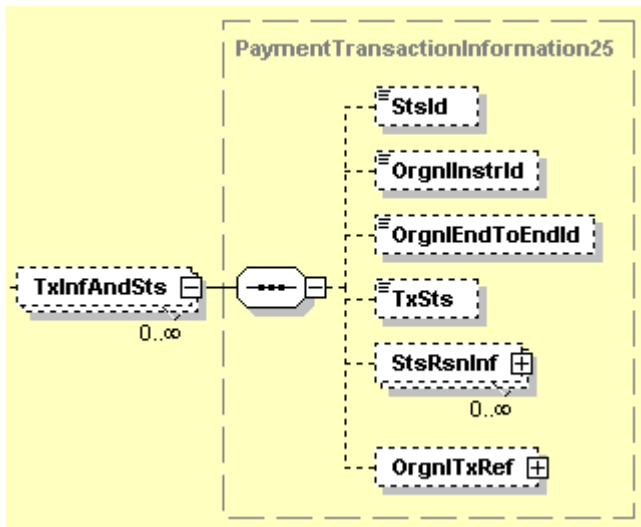 PaymentTransactionInformation25
StsId
OrgnlInstrId
OrgnlEndToEndId
TxInfAndSts
0..∞
TxSts
StsRsnInf
0..∞
OrgnlTxRef